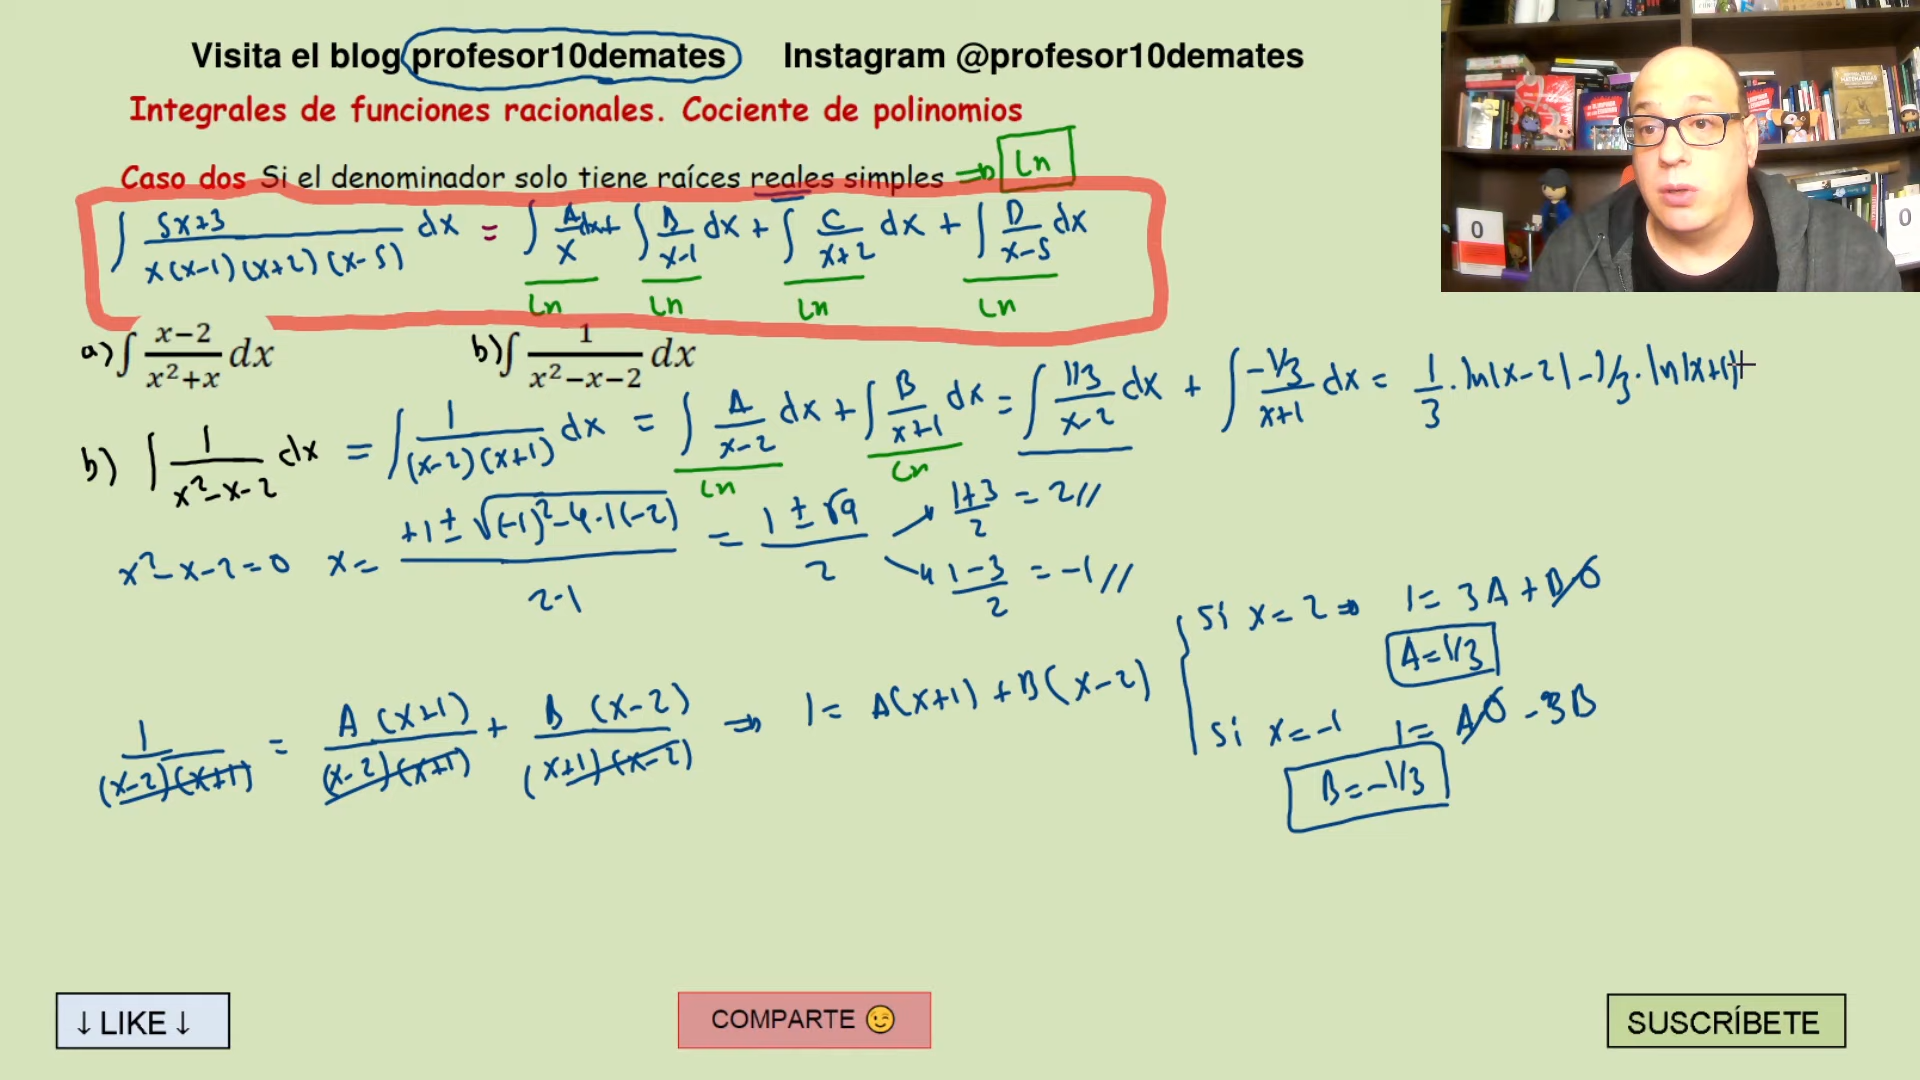 Visita el blog profesor10demates Instagram @profesor10demates
Integrales de funciones racionales. Cociente de polinomios
Caso dos Si el denominador solo tiene raíces reales simples ⇒ Ln
∫ 5x+3 / x(x-1)(x+2)(x-5) dx = ∫ A/x dx + ∫ B/x-1 dx + ∫ C/x+2 dx + ∫ D/x-5 dx
Ln Ln Ln Ln
a) ∫ x−2 / x²+x dx b) ∫ 1 / x²−x−2 dx
b) ∫ 1 / x²-x-2 dx = ∫ 1 / (x-2)(x+1) dx = ∫ A/x-2 dx + ∫ B/x+1 dx = ∫ 1/3 / x-2 dx + ∫ -1/3 / x+1 dx = 1/3 · ln|x-2| - 1/3 · ln|x+1|
Ln Ln
x²-x-2=0 x= +1 ± √(-1)²-4·1(-2) / 2·1 = 1 ± √9 / 2
1+3 / 2 = 2//
1-3 / 2 = -1//
1 / (x-2)(x+1) = A(x+1) / (x-2)(x+1) + B(x-2) / (x+1)(x-2) ⇒ 1= A(x+1)+B(x-2)
Si x=2 ⇒ 1= 3A+B0
A=1/3
Si x=-1 1= A0 -3B
B=-1/3
0
0
↓ LIKE ↓
COMPARTE 😉
SUSCRÍBETE